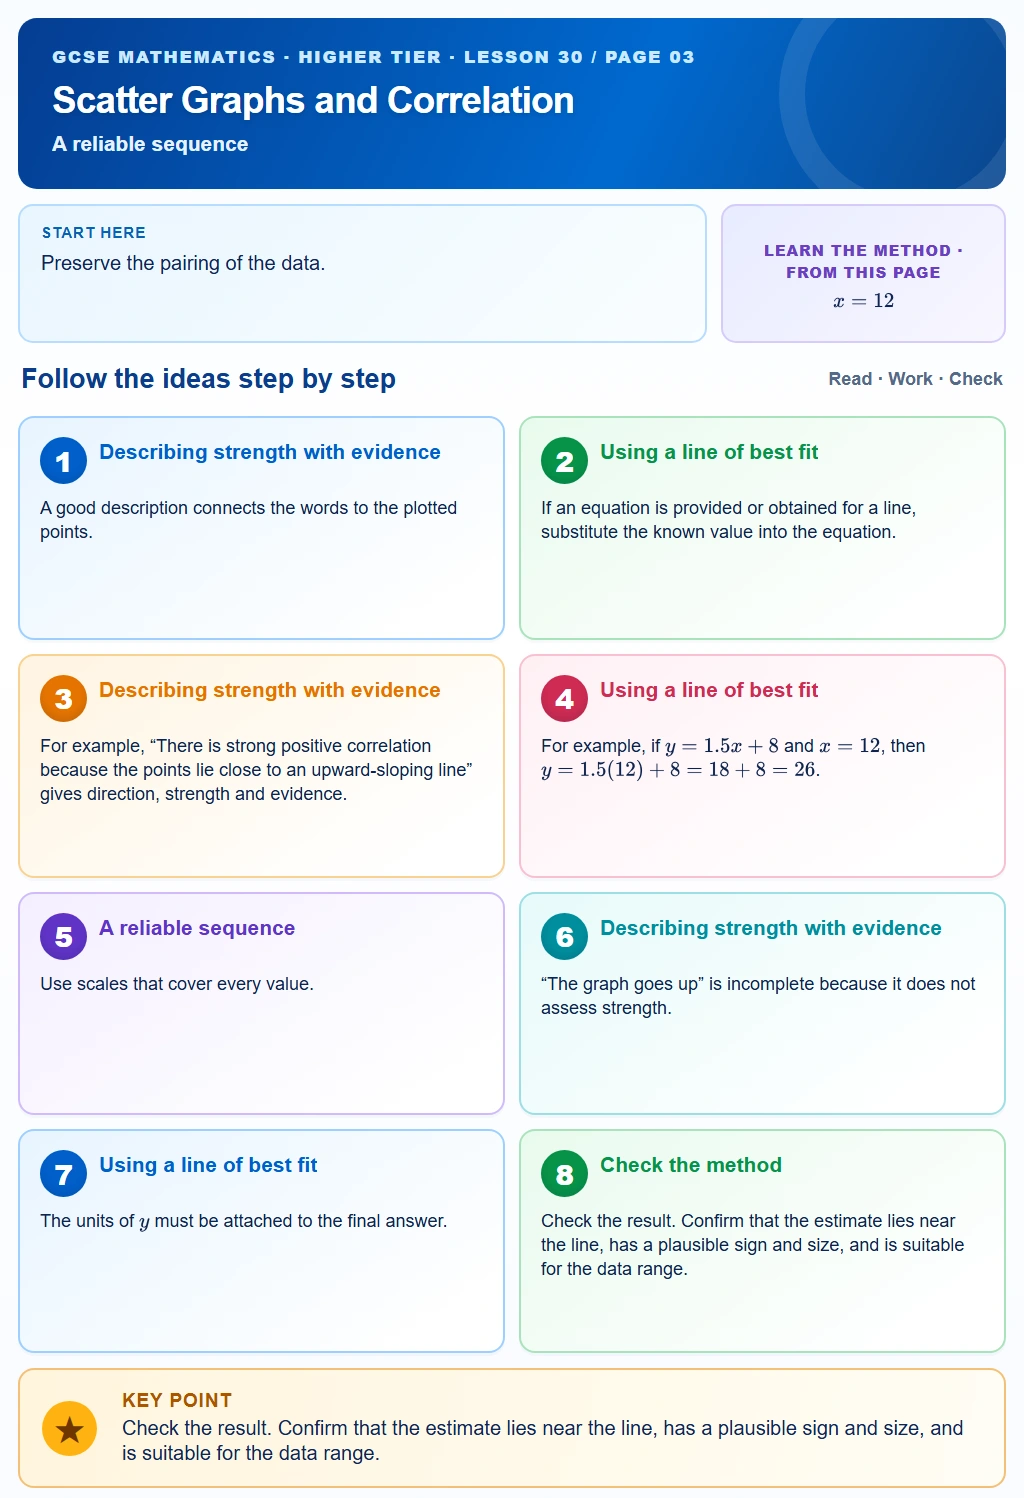 GCSE MATHEMATICS · HIGHER TIER · LESSON 30 / PAGE 03
Scatter Graphs and Correlation
A reliable sequence
START HERE
Preserve the pairing of the data.
LEARN THE METHOD ·
FROM THIS PAGE
x = 12
Follow the ideas step by step
Read · Work · Check
1 Describing strength with evidence
A good description connects the words to the plotted
points.
2 Using a line of best fit
If an equation is provided or obtained for a line,
substitute the known value into the equation.
3 Describing strength with evidence
For example, “There is strong positive correlation
because the points lie close to an upward-sloping line”
gives direction, strength and evidence.
4 Using a line of best fit
For example, if y = 1.5x + 8 and x = 12, then
y = 1.5(12) + 8 = 18 + 8 = 26.
5 A reliable sequence
Use scales that cover every value.
6 Describing strength with evidence
“The graph goes up” is incomplete because it does not
assess strength.
7 Using a line of best fit
The units of y must be attached to the final answer.
8 Check the method
Check the result. Confirm that the estimate lies near
the line, has a plausible sign and size, and is suitable
for the data range.
KEY POINT
Check the result. Confirm that the estimate lies near the line, has a plausible sign and size, and
is suitable for the data range.